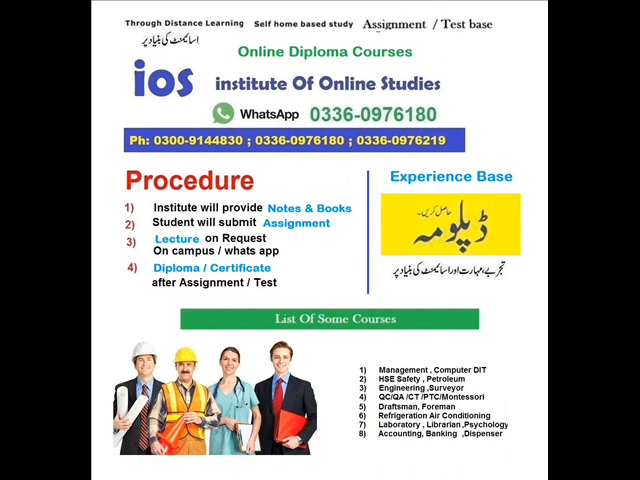 Through Distance Learning Self home based study Assignment / Test base
اسائیمنٹ کی بنیاد پر
Online Diploma Courses
ios institute Of Online Studies
WhatsApp 0336-0976180
Ph: 0300-9144830 ; 0336-0976180 ; 0336-0976219
Procedure
1) Institute will provide Notes & Books
2) Student will submit Assignment
3) Lecture on Request
On campus / whats app
4) Diploma / Certificate
after Assignment / Test
Experience Base
حاصل کریں۔
ڈپلومہ
تجربے، مہارت اور اسائیمنٹ کی بنیاد پر
List Of Some Courses
1) Management , Computer DIT
2) HSE Safety , Petroleum
3) Engineering ,Surveyor
4) QC/QA /CT /PTC/Montessori
5) Draftsman, Foreman
6) Refrigeration Air Conditioning
7) Laboratory , Librarian ,Psychology
8) Accounting, Banking ,Dispenser